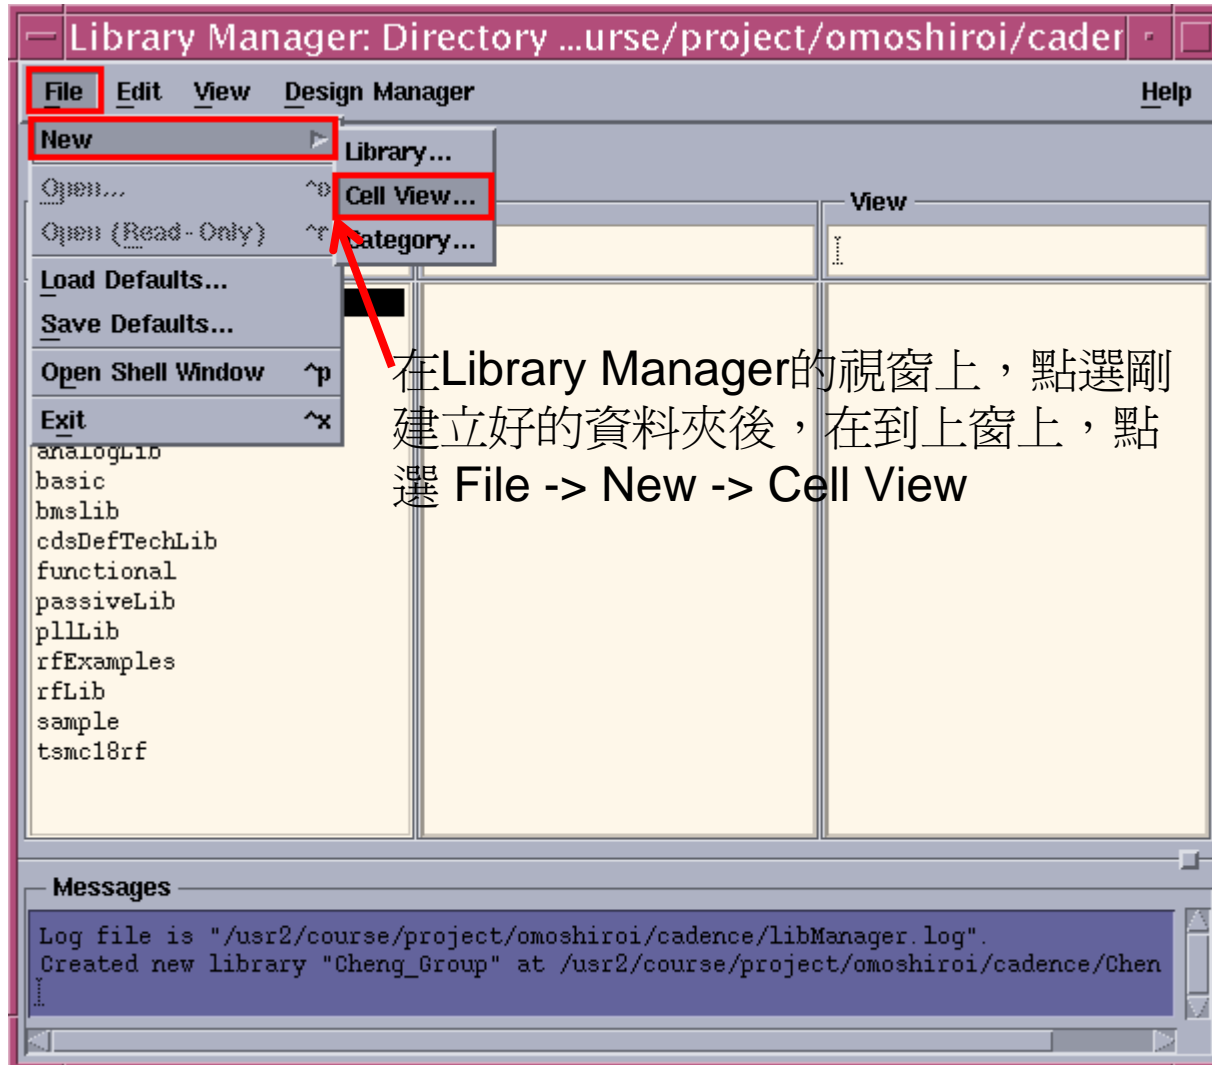 Library Manager: Directory ...urse/project/omoshiroi/cader
File Edit View Design Manager Help
New
Open... ^o
Open (Read-Only) ^r
Load Defaults...
Save Defaults...
Open Shell Window ^p
Exit ^x
Library...
Cell View...
Category...
View
在Library Manager的視窗上，點選剛
建立好的資料夾後，在到上窗上，點
選 File -> New -> Cell View
analogLib
basic
bmslib
cdsDefTechLib
functional
passiveLib
pllLib
rfExamples
rfLib
sample
tsmc18rf
Messages
Log file is "/usr2/course/project/omoshiroi/cadence/libManager.log".
Created new library "Cheng_Group" at /usr2/course/project/omoshiroi/cadence/Chen